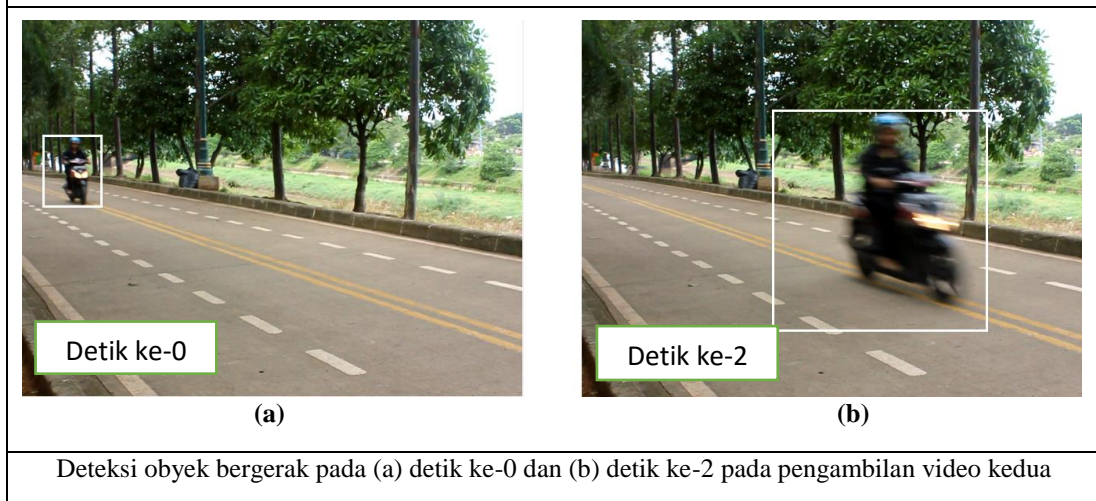 Detik ke-0
Detik ke-2
(a)
(b)
Deteksi obyek bergerak pada (a) detik ke-0 dan (b) detik ke-2 pada pengambilan video kedua